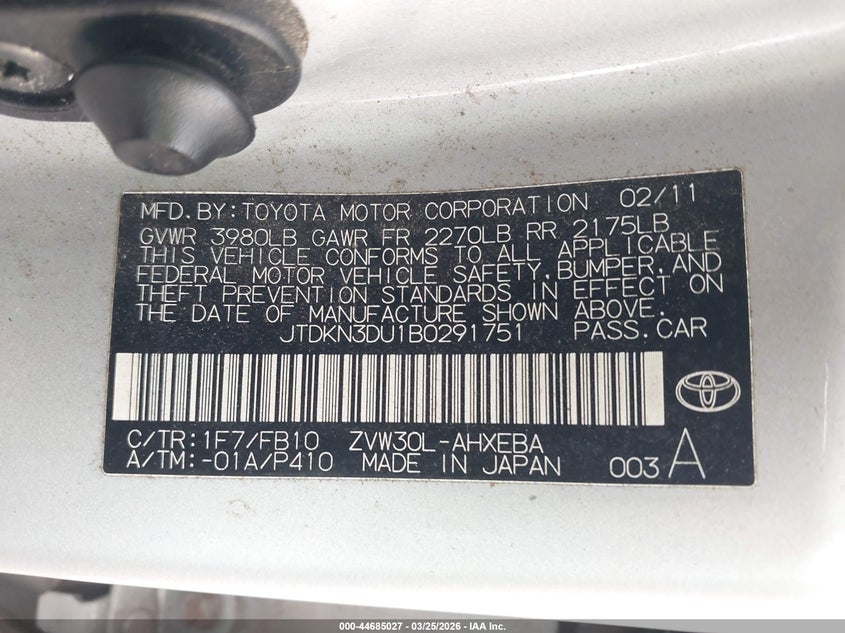 MFD. BY: TOYOTA MOTOR CORPORATION 02/11
GVWR 3980LB GAWR FR 2270LB RR 2175LB
THIS VEHICLE CONFORMS TO ALL APPLICABLE
FEDERAL MOTOR VEHICLE SAFETY, BUMPER, AND
THEFT PREVENTION STANDARDS IN EFFECT ON
THE DATE OF MANUFACTURE SHOWN ABOVE.
JTDKN3DU1B0291751 PASS.CAR
C/TR: 1F7/FB10 ZVW30L-AHXEBA
A/TM: -01A/P410 MADE IN JAPAN 003 A
000-44685027 - 03/25/2026 - IAA Inc.